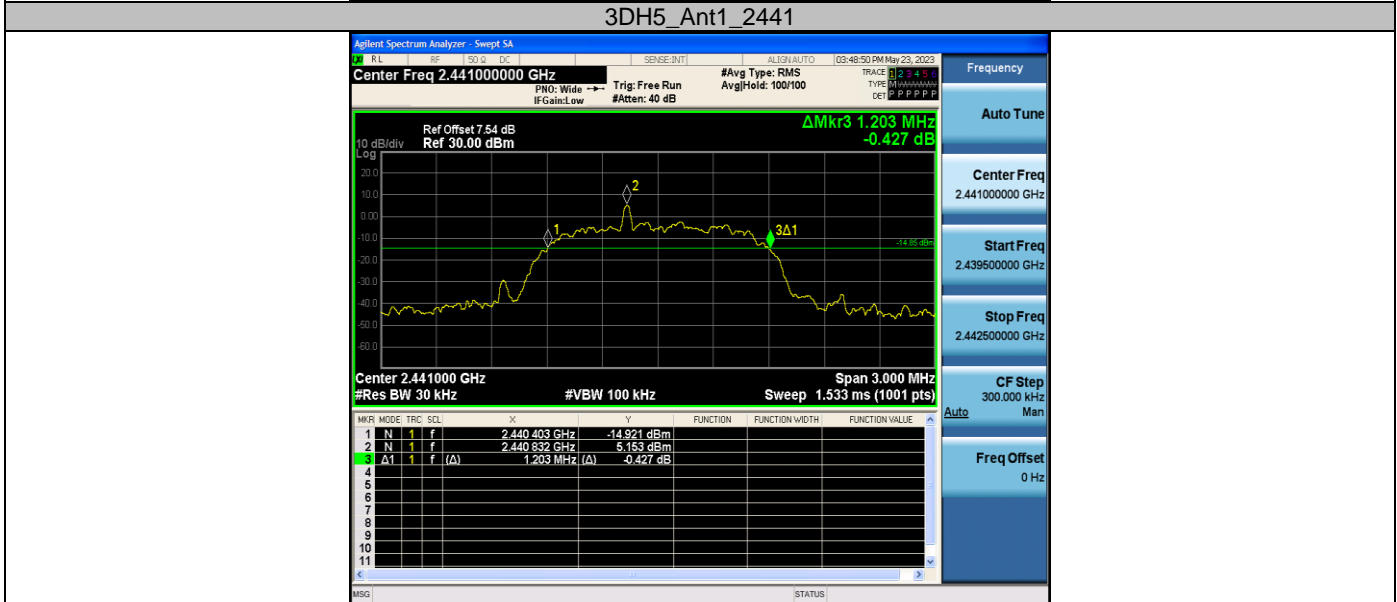 3DH5_Ant1_2441
Agilent Spectrum Analyzer - Swept SA
RL RF 50 Ω DC SENSE:INT ALIGN AUTO 03:48:50 PM May 23, 2023
Center Freq 2.441000000 GHz
PNO: Wide
IFGain:Low
Trig: Free Run
#Atten: 40 dB
#Avg Type: RMS
Avg|Hold: 100/100
TRACE 1 2 3 4 5 6
TYPE M
DET P P P P P P
Frequency
Auto Tune
Center Freq
2.441000000 GHz
Start Freq
2.439500000 GHz
Stop Freq
2.442500000 GHz
CF Step
300.000 kHz
Auto Man
Freq Offset
0 Hz
ΔMkr3 1.203 MHz
-0.427 dB
Ref Offset 7.54 dB
10 dB/div Ref 30.00 dBm
Log
20.0
10.0
0.00
-10.0
-20.0
-30.0
-40.0
-50.0
-60.0
1
2
3Δ1
-14.85 dBm
Center 2.441000 GHz Span 3.000 MHz
#Res BW 30 kHz #VBW 100 kHz Sweep 1.533 ms (1001 pts)
MKR MODE TRC SCL X Y FUNCTION FUNCTION WIDTH FUNCTION VALUE
1 N 1 f 2.440 403 GHz -14.921 dBm
2 N 1 f 2.440 832 GHz 5.153 dBm
3 Δ1 1 f (Δ) 1.203 MHz (Δ) -0.427 dB
4
5
6
7
8
9
10
11
MSG STATUS